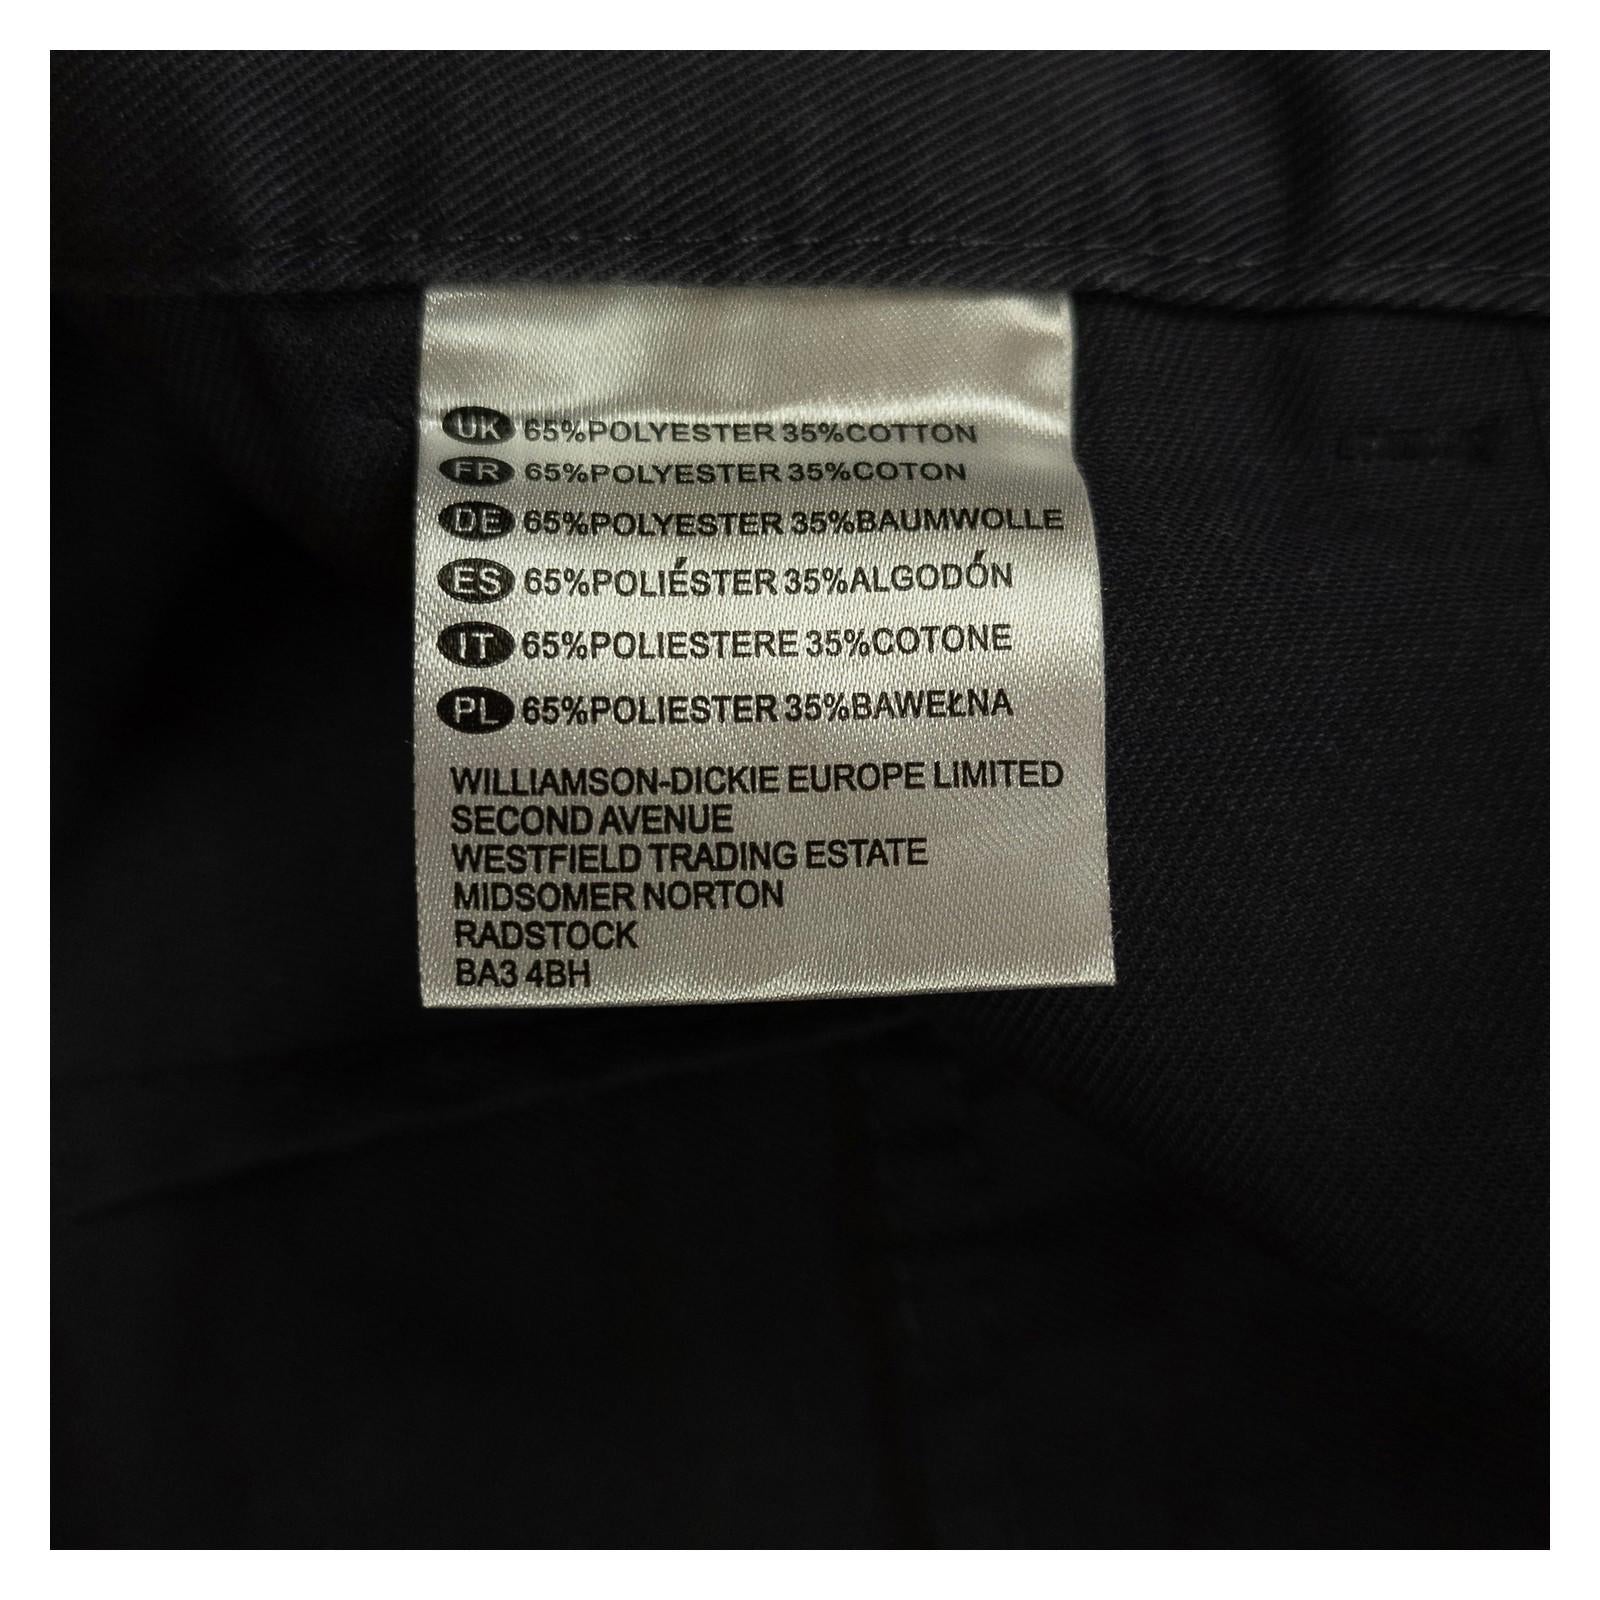 UK 65%POLYESTER 35%COTTON
FR 65%POLYESTER 35%COTON
DE 65%POLYESTER 35%BAUMWOLLE
ES 65%POLIÉSTER 35%ALGODÓN
IT 65%POLIESTERE 35%COTONE
PL 65%POLIESTER 35%BAWEŁNA
WILLIAMSON-DICKIE EUROPE LIMITED
SECOND AVENUE
WESTFIELD TRADING ESTATE
MIDSOMER NORTON
RADSTOCK
BA3 4BH